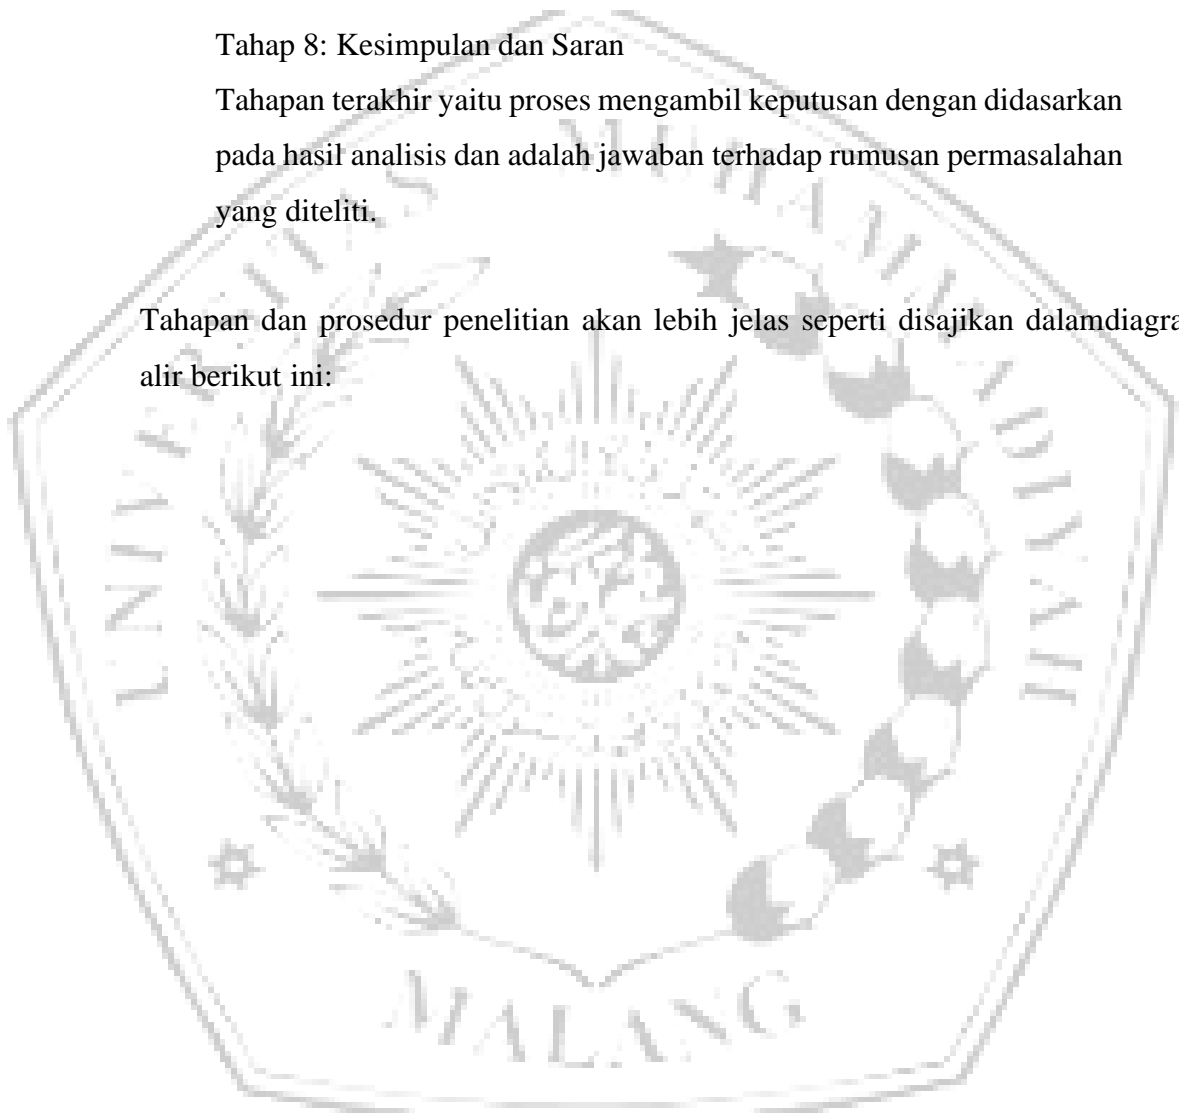 Tahap 8: Kesimpulan dan Saran
Tahapan terakhir yaitu proses mengambil keputusan dengan didasarkan
pada hasil analisis dan adalah jawaban terhadap rumusan permasalahan
yang diteliti.
Tahapan dan prosedur penelitian akan lebih jelas seperti disajikan dalamdiagra
alir berikut ini:
UNIVERSITAS MUHAMMADIYAH
MALANG